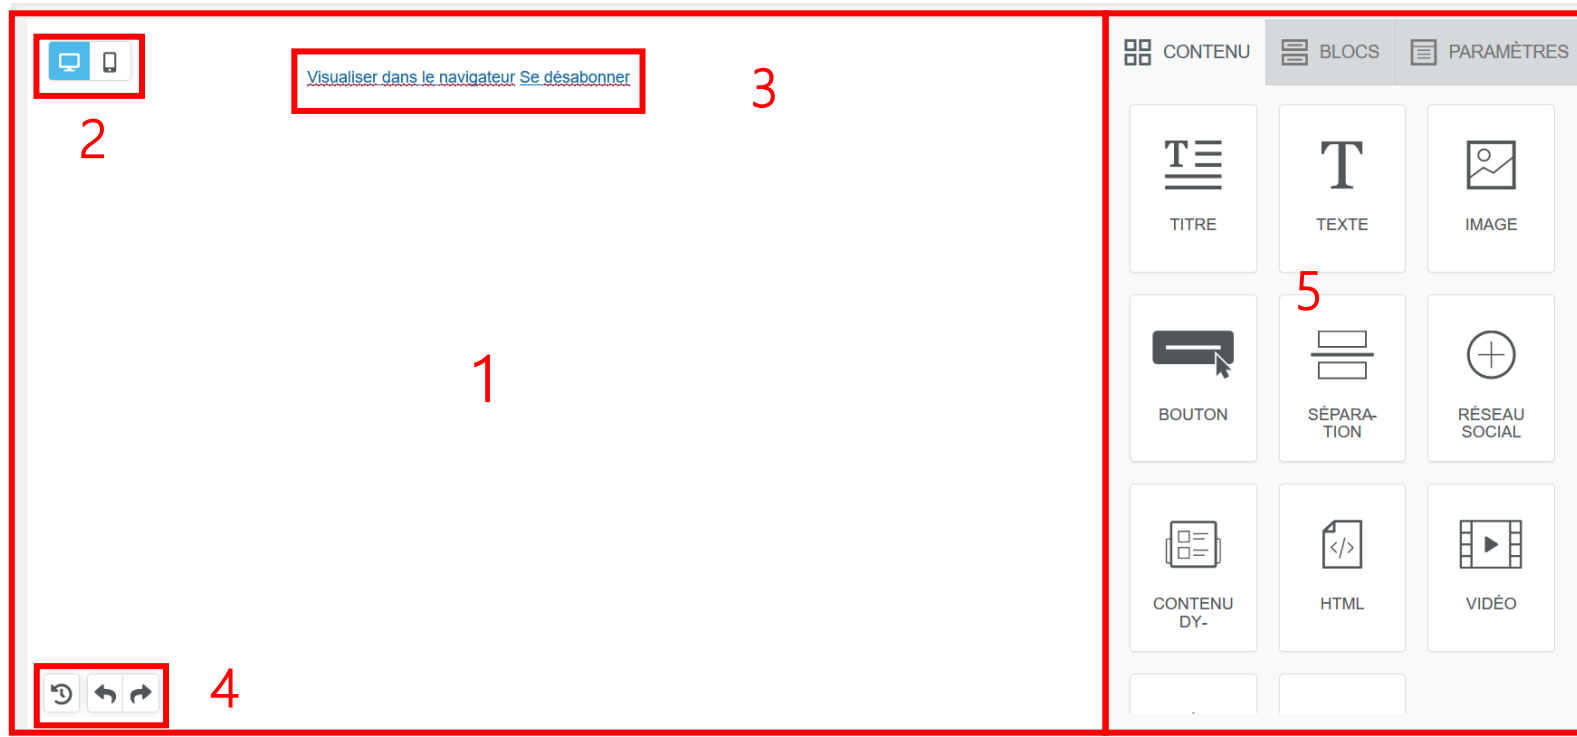 CONTENU
BLOCS
PARAMÈTRES
Visualiser dans le navigateur Se désabonner
3
2
TITRE
TEXTE
IMAGE
5
1
BOUTON
SÉPARA-
TION
RÉSEAU
SOCIAL
CONTENU
DY-
HTML
VIDÉO
4